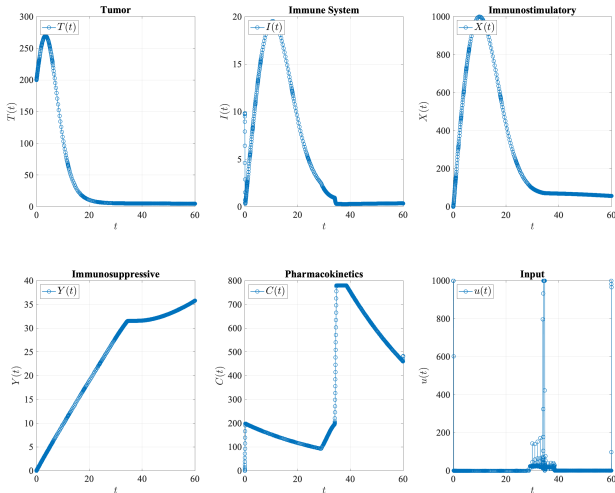 Tumor
T(t)
300
250
200
150
100
50
0
T(t)
0 20 40 60
t
Immune System
I(t)
20
15
10
5
0
I(t)
0 20 40 60
t
Immunostimulatory
X(t)
1000
800
600
400
200
0
X(t)
0 20 40 60
t
Immunosuppressive
Y(t)
40
35
30
25
20
15
10
5
0
Y(t)
0 20 40 60
t
Pharmacokinetics
C(t)
800
700
600
500
400
300
200
100
0
C(t)
0 20 40 60
t
Input
u(t)
1000
800
600
400
200
0
u(t)
0 20 40 60
t